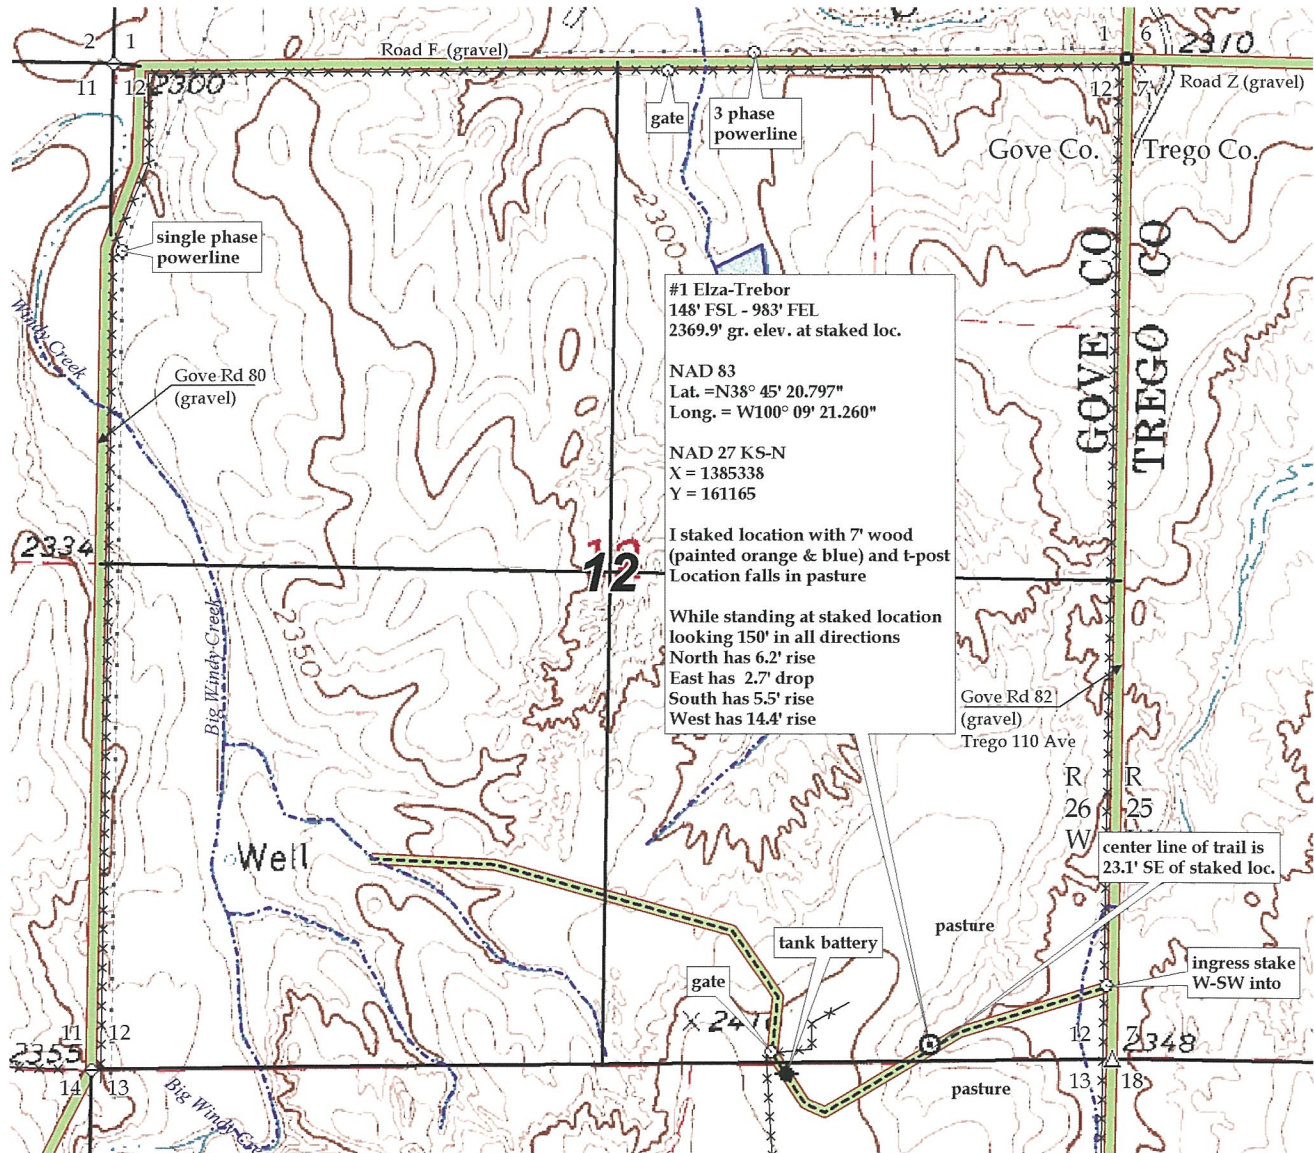 2 1
Road F (gravel)
1 6
2310
11 12
2300
12 7
Road Z (gravel)
gate
3 phase
powerline
Gove Co.
Trego Co.
single phase
powerline
2300
GOVE CO
TREGO CO
#1 Elza-Trebor
148' FSL - 983' FEL
2369.9' gr. elev. at staked loc.
NAD 83
Lat. =N38° 45' 20.797"
Long. = W100° 09' 21.260"
NAD 27 KS-N
X = 1385338
Y = 161165
I staked location with 7' wood
(painted orange & blue) and t-post
Location falls in pasture
While standing at staked location
looking 150' in all directions
North has 6.2' rise
East has 2.7' drop
South has 5.5' rise
West has 14.4' rise
Windy Creek
Gove Rd 80
(gravel)
2334
12
12
2350
Big Windy Creek
Gove Rd 82
(gravel)
Trego 110 Ave
R
26
W
R
25
center line of trail is
23.1' SE of staked loc.
Well
pasture
tank battery
gate
ingress stake
W-SW into
11 12
12 7
2348
2355
14 13
13 18
pasture
Big Windy Cre